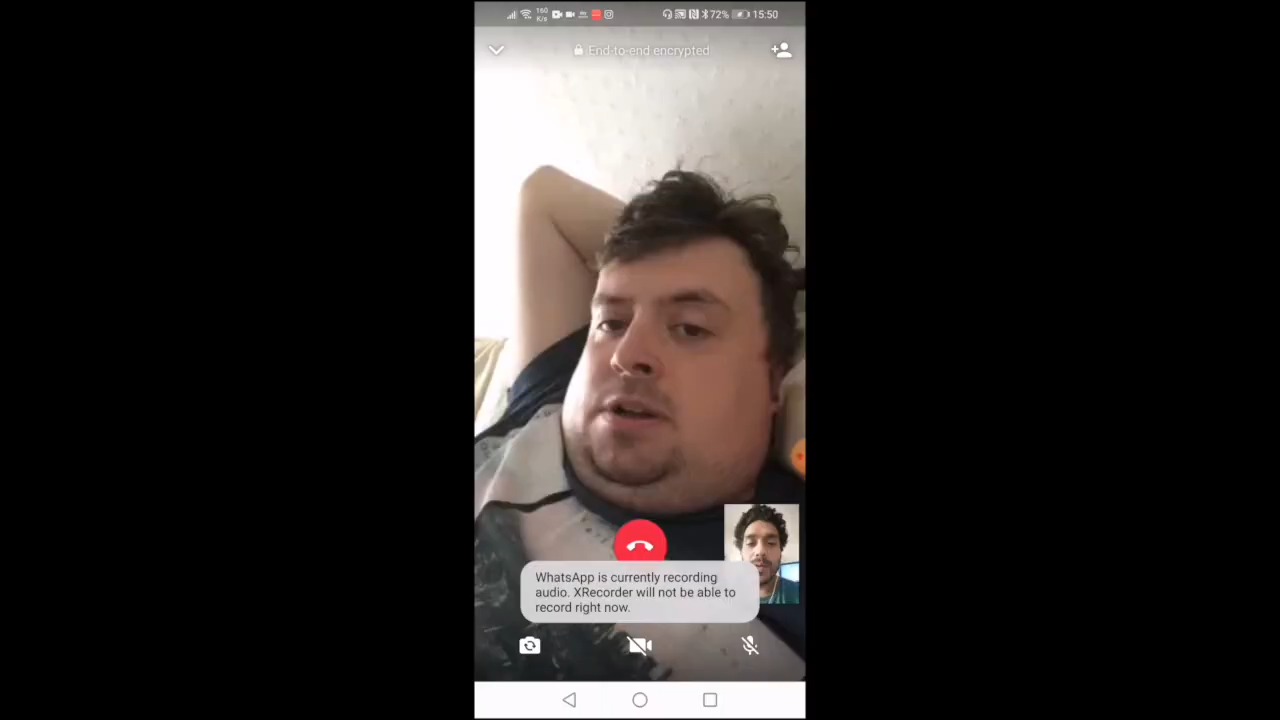 160
K/s
72%
15:50
End-to-end encrypted
WhatsApp is currently recording
audio. XRecorder will not be able to
record right now.